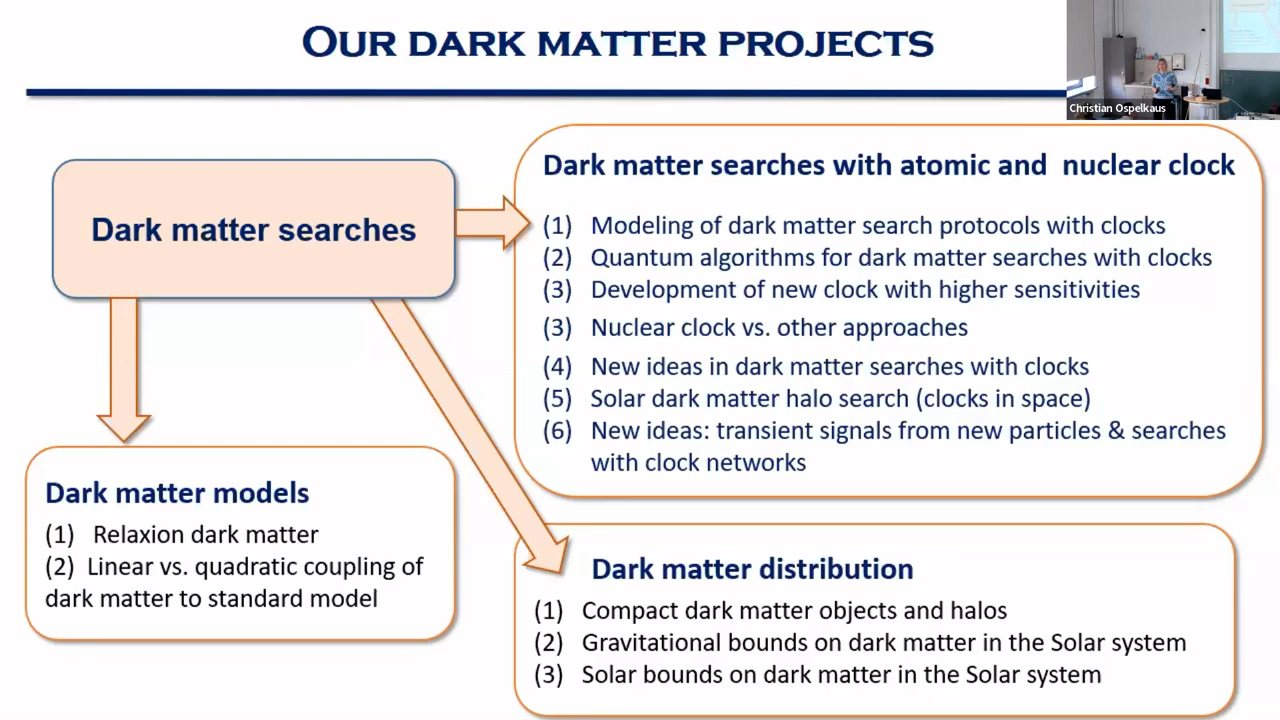 OUR DARK MATTER PROJECTS
Christian Ospelkaus
Dark matter searches
Dark matter searches with atomic and nuclear clock
(1) Modeling of dark matter search protocols with clocks
(2) Quantum algorithms for dark matter searches with clocks
(3) Development of new clock with higher sensitivities
(3) Nuclear clock vs. other approaches
(4) New ideas in dark matter searches with clocks
(5) Solar dark matter halo search (clocks in space)
(6) New ideas: transient signals from new particles & searches
with clock networks
Dark matter models
(1) Relaxion dark matter
(2) Linear vs. quadratic coupling of
dark matter to standard model
Dark matter distribution
(1) Compact dark matter objects and halos
(2) Gravitational bounds on dark matter in the Solar system
(3) Solar bounds on dark matter in the Solar system